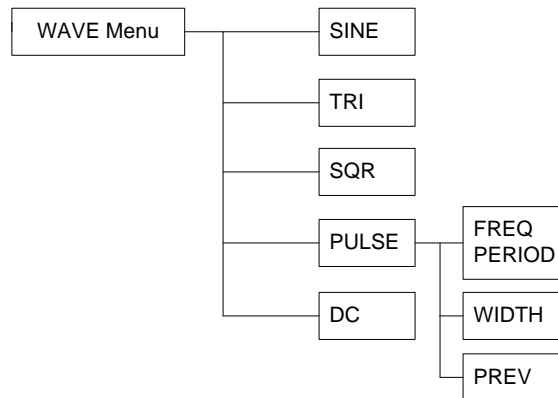 WAVE Menu
SINE
TRI
SQR
PULSE
DC
FREQ
PERIOD
WIDTH
PREV